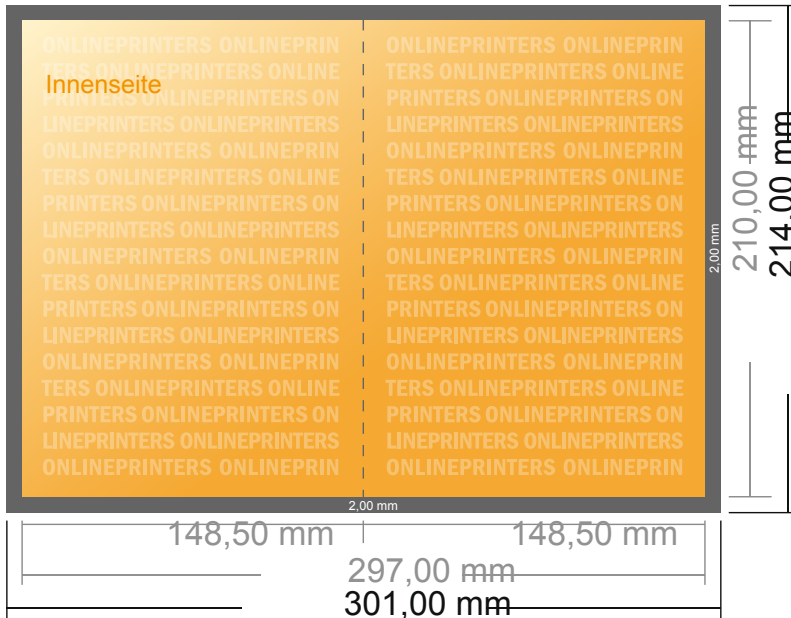 ONLINEPRINTERS ONLINEPRIN
TERS ONLINEPRINTERS ONLINE
Innenseite
PRINTERS ONLINEPRINTERS ON
LINEPRINTERS ONLINEPRINTERS
ONLINEPRINTERS ONLINEPRIN
TERS ONLINEPRINTERS ONLINE
PRINTERS ONLINEPRINTERS ON
LINEPRINTERS ONLINEPRINTERS
ONLINEPRINTERS ONLINEPRIN
TERS ONLINEPRINTERS ONLINE
PRINTERS ONLINEPRINTERS ON
LINEPRINTERS ONLINEPRINTERS
ONLINEPRINTERS ONLINEPRIN
TERS ONLINEPRINTERS ONLINE
PRINTERS ONLINEPRINTERS ON
LINEPRINTERS ONLINEPRINTERS
ONLINEPRINTERS ONLINEPRIN
ONLINEPRINTERS ONLINEPRIN
TERS ONLINEPRINTERS ONLINE
PRINTERS ONLINEPRINTERS ON
LINEPRINTERS ONLINEPRINTERS
ONLINEPRINTERS ONLINEPRIN
TERS ONLINEPRINTERS ONLINE
PRINTERS ONLINEPRINTERS ON
LINEPRINTERS ONLINEPRINTERS
ONLINEPRINTERS ONLINEPRIN
TERS ONLINEPRINTERS ONLINE
PRINTERS ONLINEPRINTERS ON
LINEPRINTERS ONLINEPRINTERS
ONLINEPRINTERS ONLINEPRIN
TERS ONLINEPRINTERS ONLINE
PRINTERS ONLINEPRINTERS ON
LINEPRINTERS ONLINEPRINTERS
ONLINEPRINTERS ONLINEPRIN
2,00 mm
210,00 mm
214,00 mm
2,00 mm
148,50 mm
148,50 mm
297,00 mm
301,00 mm